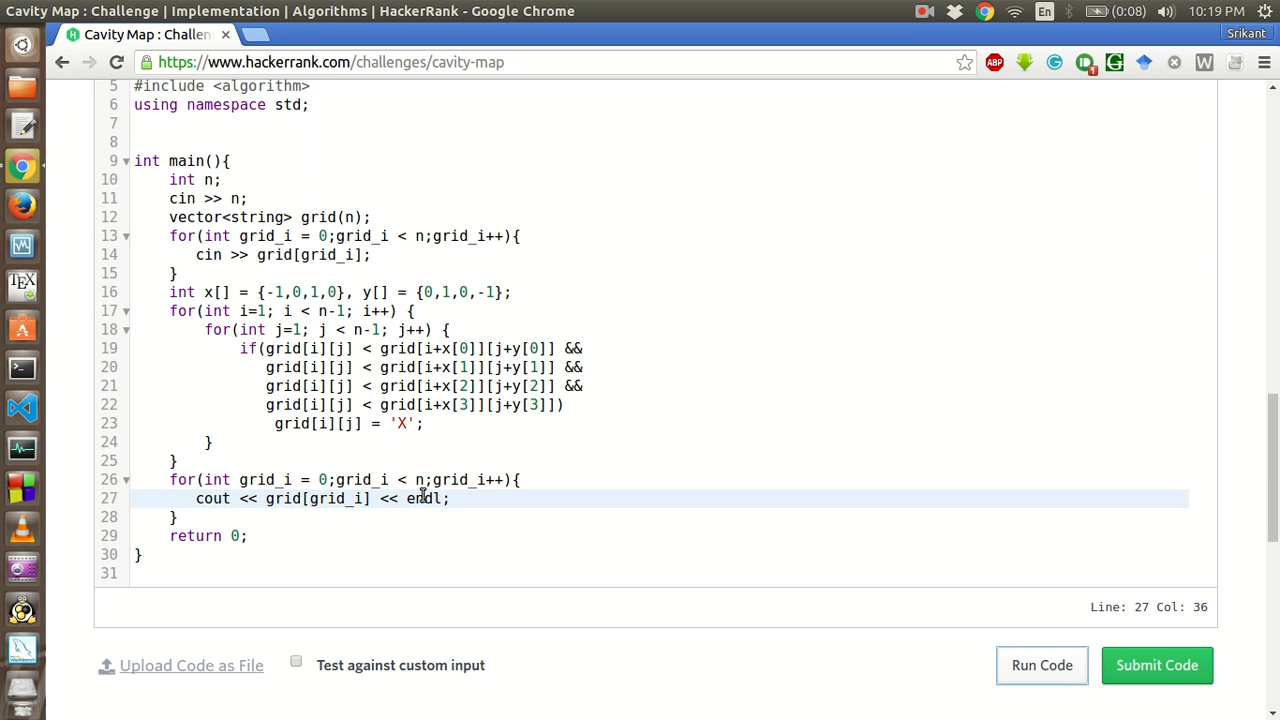 Cavity Map : Challenge | Implementation | Algorithms | HackerRank - Google Chrome
En
(0:08)
10:19 PM
Cavity Map : Challen
Srikant
https://www.hackerrank.com/challenges/cavity-map
ABP
1
G
W
5 #include <algorithm>
6 using namespace std;
7
8
9 int main(){
10 int n;
11 cin >> n;
12 vector<string> grid(n);
13 for(int grid_i = 0;grid_i < n;grid_i++){
14 cin >> grid[grid_i];
15 }
16 int x[] = {-1,0,1,0}, y[] = {0,1,0,-1};
17 for(int i=1; i < n-1; i++) {
18 for(int j=1; j < n-1; j++) {
19 if(grid[i][j] < grid[i+x[0]][j+y[0]] &&
20 grid[i][j] < grid[i+x[1]][j+y[1]] &&
21 grid[i][j] < grid[i+x[2]][j+y[2]] &&
22 grid[i][j] < grid[i+x[3]][j+y[3]])
23 grid[i][j] = 'X';
24 }
25 }
26 for(int grid_i = 0;grid_i < n;grid_i++){
27 cout << grid[grid_i] << endl;
28 }
29 return 0;
30 }
31
Line: 27 Col: 36
Upload Code as File
Test against custom input
Run Code
Submit Code
TEX